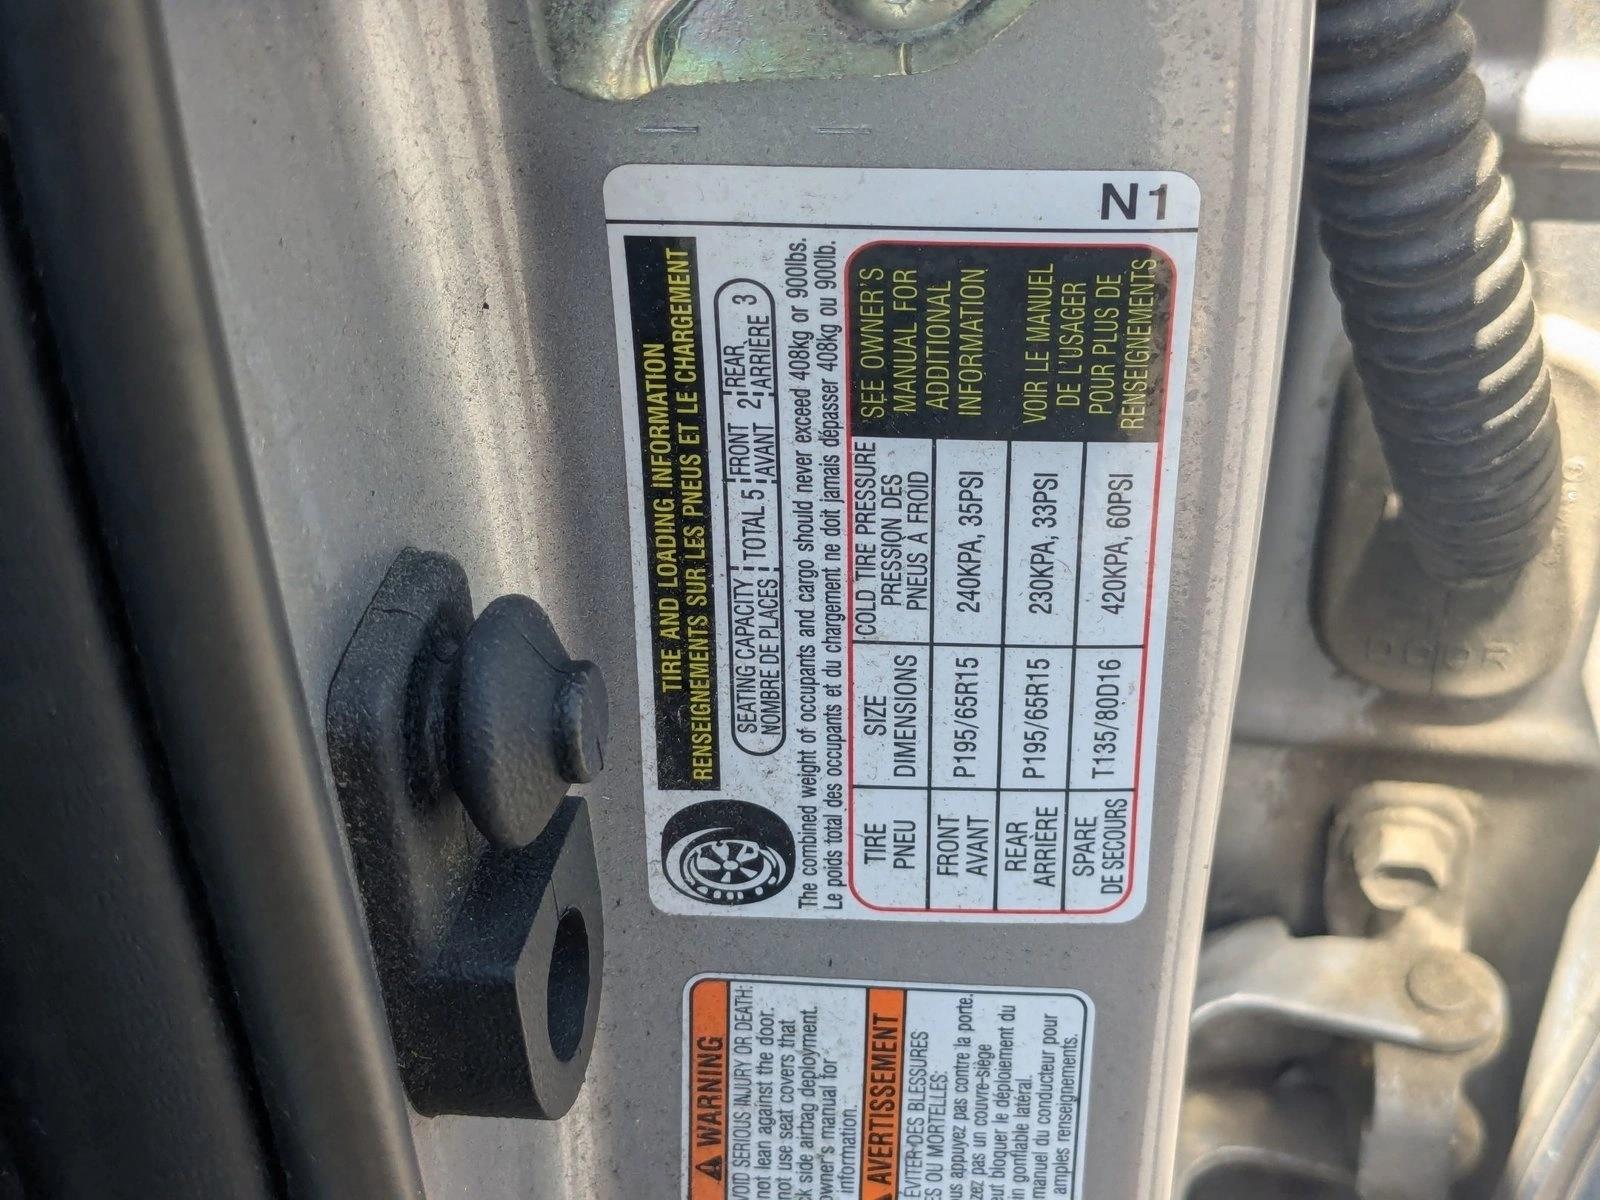 N1
TIRE AND LOADING INFORMATION
RENSEIGNEMENTS SUR LES PNEUS ET LE CHARGEMENT
SEATING CAPACITY TOTAL 5 FRONT 2 REAR 3
NOMBRE DE PLACES AVANT ARRIÈRE
The combined weight of occupants and cargo should never exceed 408kg or 900lbs.
Le poids total des occupants et du chargement ne doit jamais dépasser 408kg ou 900lb.
TIRE
PNEU
SIZE
DIMENSIONS
COLD TIRE PRESSURE
PRESSION DES
PNEUS À FROID
FRONT
AVANT
P195/65R15
240KPA, 35PSI
REAR
ARRIÈRE
P195/65R15
230KPA, 33PSI
SPARE
DE SECOURS
T135/80D16
420KPA, 60PSI
SEE OWNER'S
MANUAL FOR
ADDITIONAL
INFORMATION
VOIR LE MANUEL
DE L'USAGER
POUR PLUS DE
RENSEIGNEMENTS
WARNING
SERIOUS INJURY OR DEATH:
not lean against the door.
not use seat covers that
side airbag deployment.
manual for
information.
AVERTISSEMENT
ÉVITER DES BLESSURES
OU MORTELLES:
appuyez pas contre la porte.
pas un couvre-siège
bloquer le déploiement du
gonflable latéral.
manuel du conducteur pour
amples renseignements.
DOOR